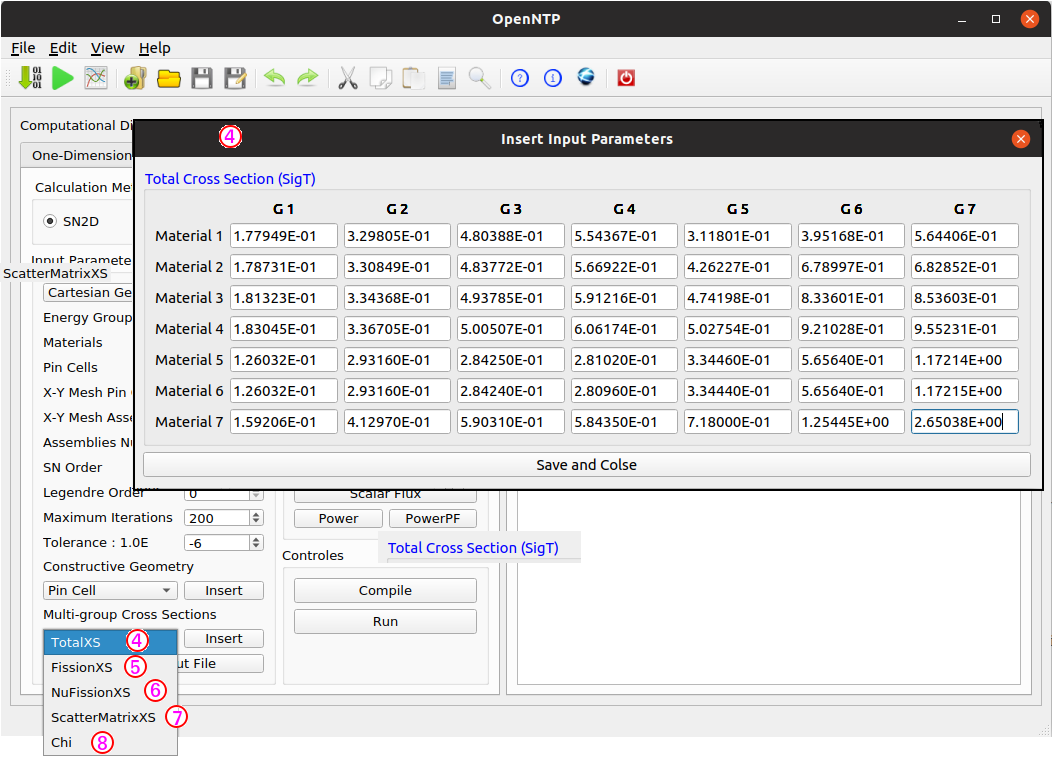 OpenNTP
File Edit View Help
Computational Di
④ Insert Input Parameters
One-Dimension
Total Cross Section (SigT)
Calculation Me
SN2D
G 1 G 2 G 3 G 4 G 5 G 6 G 7
Material 1 1.77949E-01 3.29805E-01 4.80388E-01 5.54367E-01 3.11801E-01 3.95168E-01 5.64406E-01
Material 2 1.78731E-01 3.30849E-01 4.83772E-01 5.66922E-01 4.26227E-01 6.78997E-01 6.82852E-01
Material 3 1.81323E-01 3.34368E-01 4.93785E-01 5.91216E-01 4.74198E-01 8.33601E-01 8.53603E-01
Material 4 1.83045E-01 3.36705E-01 5.00507E-01 6.06174E-01 5.02754E-01 9.21028E-01 9.55231E-01
Material 5 1.26032E-01 2.93160E-01 2.84250E-01 2.81020E-01 3.34460E-01 5.65640E-01 1.17214E+00
Material 6 1.26032E-01 2.93160E-01 2.84240E-01 2.80960E-01 3.34440E-01 5.65640E-01 1.17215E+00
Material 7 1.59206E-01 4.12970E-01 5.90310E-01 5.84350E-01 7.18000E-01 1.25445E+00 2.65038E+00
Save and Colse
Input Paramete
ScatterMatrixXS
Cartesian Ge
Energy Group
Materials
Pin Cells
X-Y Mesh Pin
X-Y Mesh Asse
Assemblies Nu
SN Order
Legendre Order 0
Maximum Iterations 200
Tolerance : 1.0E -6
Constructive Geometry
Pin Cell Insert
Multi-group Cross Sections
TotalXS ④ Insert
FissionXS ⑤ ut File
NuFissionXS ⑥
ScatterMatrixXS ⑦
Chi ⑧
Scalar Flux
Power PowerPF
Total Cross Section (SigT)
Controles
Compile
Run